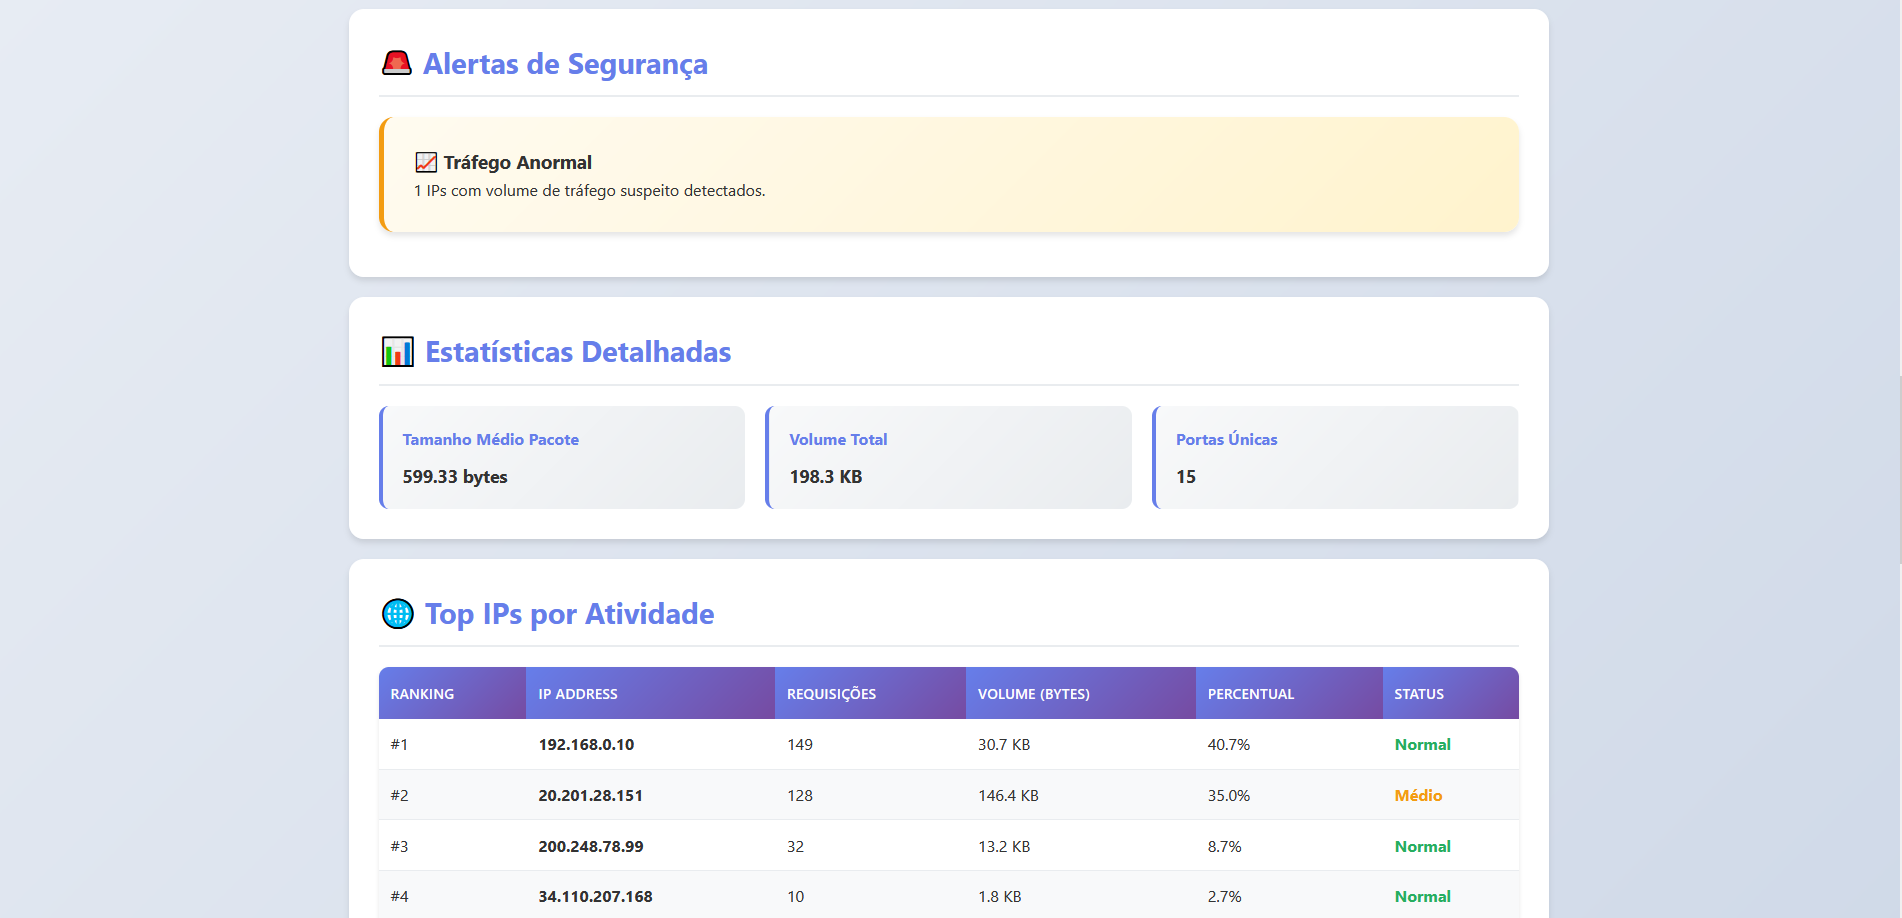 Alertas de Segurança
Tráfego Anormal
1 IPs com volume de tráfego suspeito detectados.
Estatísticas Detalhadas
Tamanho Médio Pacote
599.33 bytes
Volume Total
198.3 KB
Portas Únicas
15
Top IPs por Atividade
RANKING IP ADDRESS REQUISIÇÕES VOLUME (BYTES) PERCENTUAL STATUS
#1 192.168.0.10 149 30.7 KB 40.7% Normal
#2 20.201.28.151 128 146.4 KB 35.0% Médio
#3 200.248.78.99 32 13.2 KB 8.7% Normal
#4 34.110.207.168 10 1.8 KB 2.7% Normal